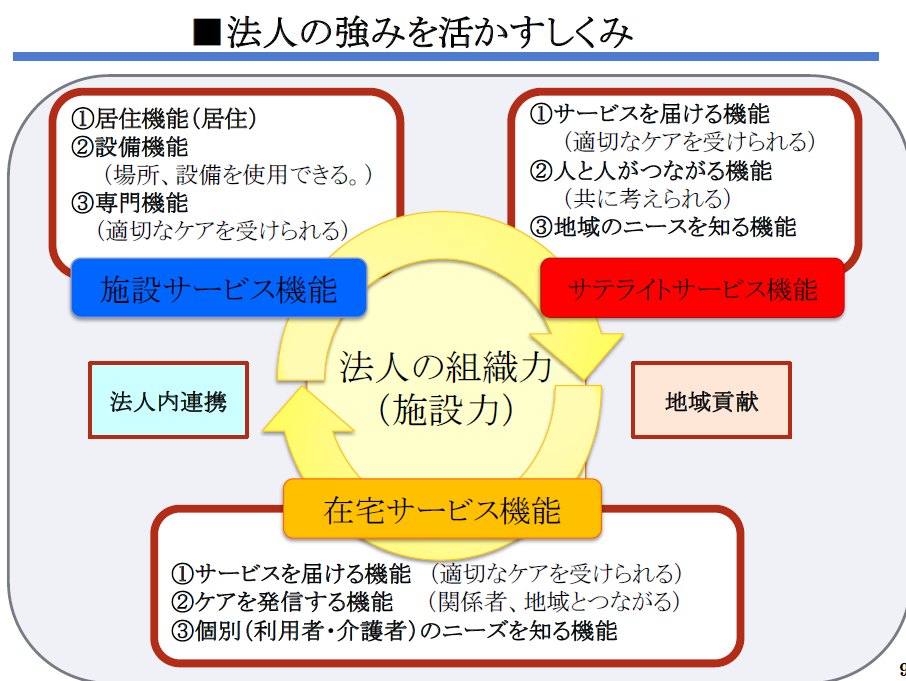 ■法人の強みを活かすしくみ
①居住機能(居住)
②設備機能
(場所、設備を使用できる。)
③専門機能
(適切なケアを受けられる)
施設サービス機能
①サービスを届ける機能
(適切なケアを受けられる)
②人と人がつながる機能
(共に考えられる)
③地域のニースを知る機能
サテライトサービス機能
法人内連携
法人の組織力
(施設力)
地域貢献
在宅サービス機能
①サービスを届ける機能 (適切なケアを受けられる)
②ケアを発信する機能 (関係者、地域とつながる)
③個別(利用者・介護者)のニーズを知る機能
9